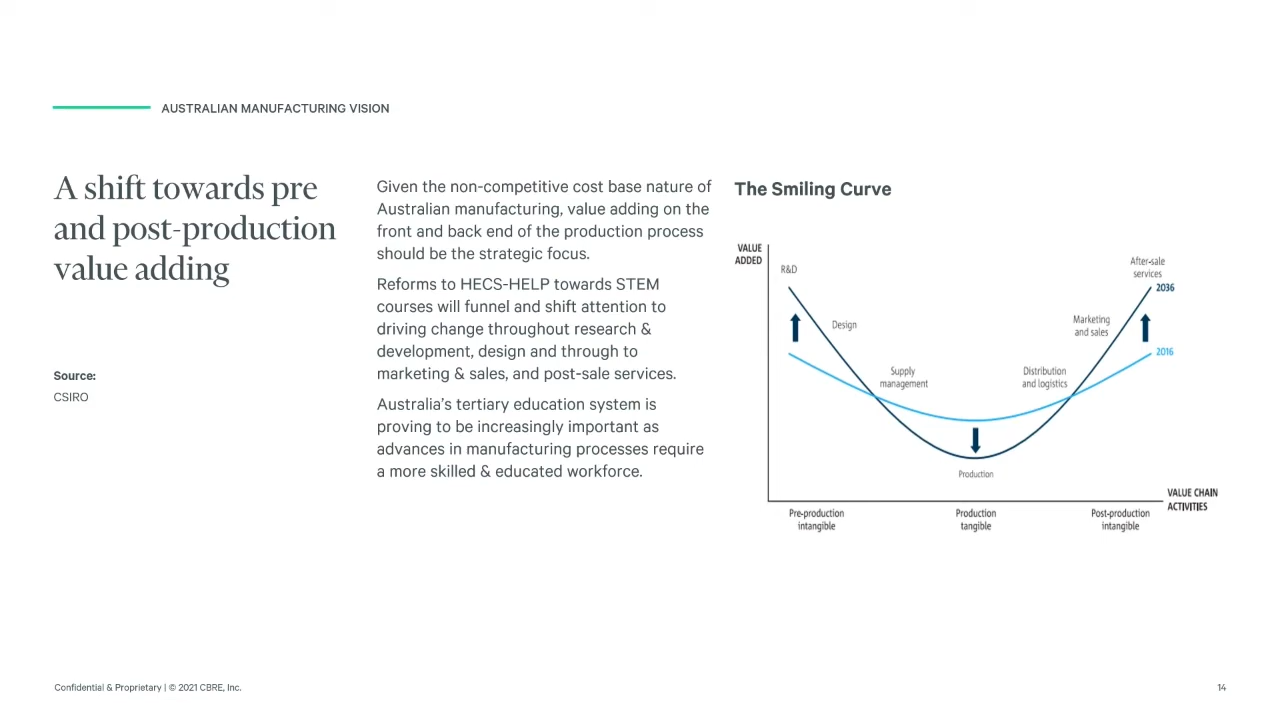 AUSTRALIAN MANUFACTURING VISION
A shift towards pre
and post-production
value adding
Source:
CSIRO
Given the non-competitive cost base nature of
Australian manufacturing, value adding on the
front and back end of the production process
should be the strategic focus.
Reforms to HECS-HELP towards STEM
courses will funnel and shift attention to
driving change throughout research &
development, design and through to
marketing & sales, and post-sale services.
Australia's tertiary education system is
proving to be increasingly important as
advances in manufacturing processes require
a more skilled & educated workforce.
The Smiling Curve
VALUE
ADDED
R&D
Design
Supply
management
Production
Distribution
and logistics
Marketing
and sales
After-sale
services
2036
2016
VALUE CHAIN
ACTIVITIES
Pre-production
intangible
Production
tangible
Post-production
intangible
Confidential & Proprietary | © 2021 CBRE, Inc.
14